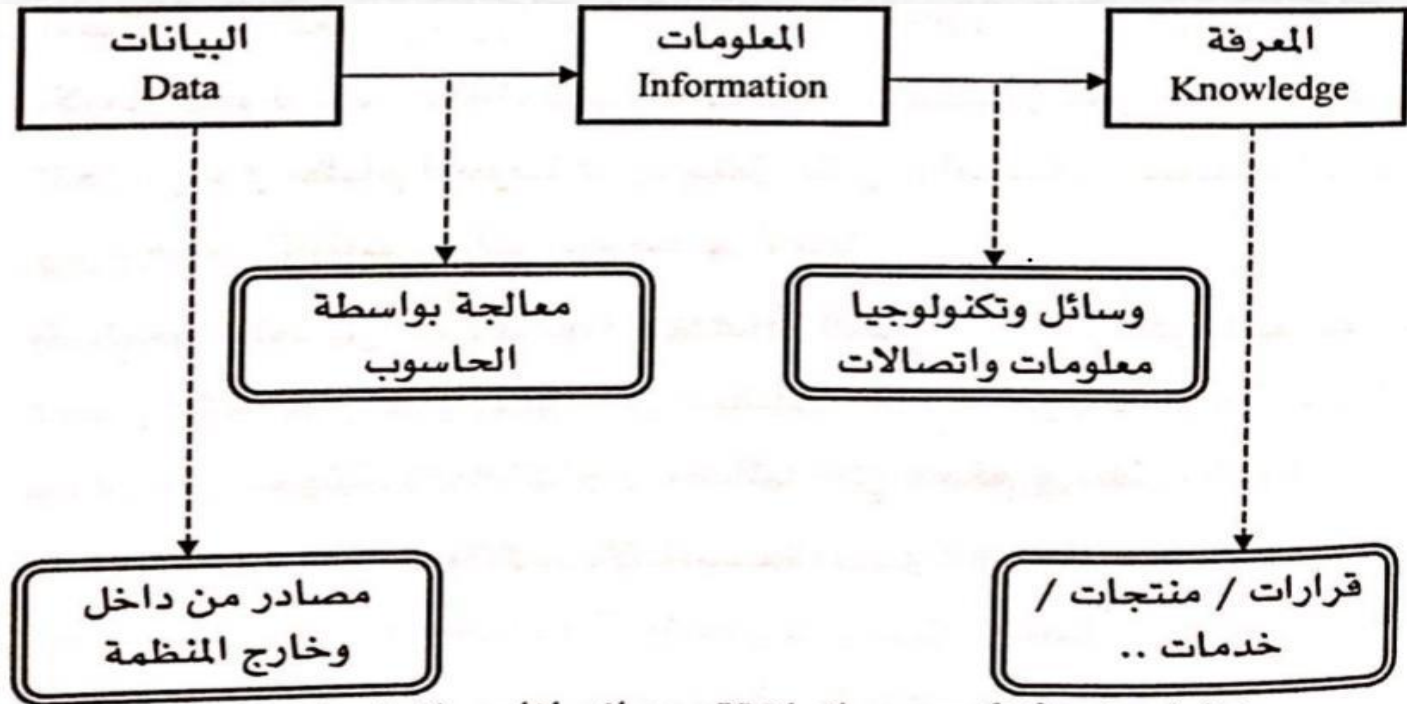 البيانات
Data
المعلومات
Information
المعرفة
Knowledge
معالجة بواسطة
الحاسوب
وسائل وتكنولوجيا
معلومات واتصالات
مصادر من داخل
وخارج المنظمة
قرارات / منتجات /
خدمات ..